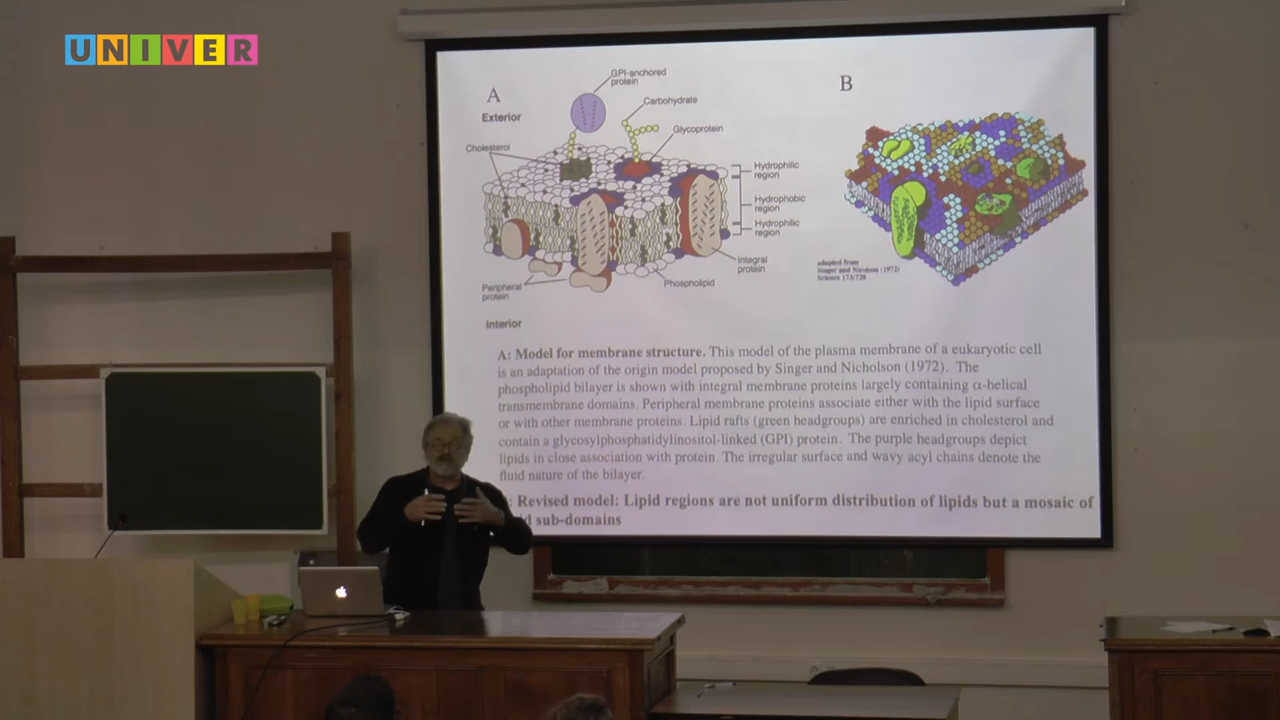 UNIVER
A
B
GPI-anchored
protein
Carbohydrate
Exterior
Glycoprotein
Cholesterol
Hydrophilic
region
Hydrophobic
region
Hydrophilic
region
Integral
protein
Phospholipid
Peripheral
protein
Interior
adapted from
Singer and Nicolson (1972)
Science 173:720
A: Model for membrane structure. This model of the plasma membrane of a eukaryotic cell
is an adaptation of the origin model proposed by Singer and Nicholson (1972). The
phospholipid bilayer is shown with integral membrane proteins largely containing α-helical
transmembrane domains. Peripheral membrane proteins associate either with the lipid surface
or with other membrane proteins. Lipid rafts (green headgroups) are enriched in cholesterol and
contain a glycosylphosphatidylinositol-linked (GPI) protein. The purple headgroups depict
lipids in close association with protein. The irregular surface and wavy acyl chains denote the
fluid nature of the bilayer.
: Revised model: Lipid regions are not uniform distribution of lipids but a mosaic of
sub-domains